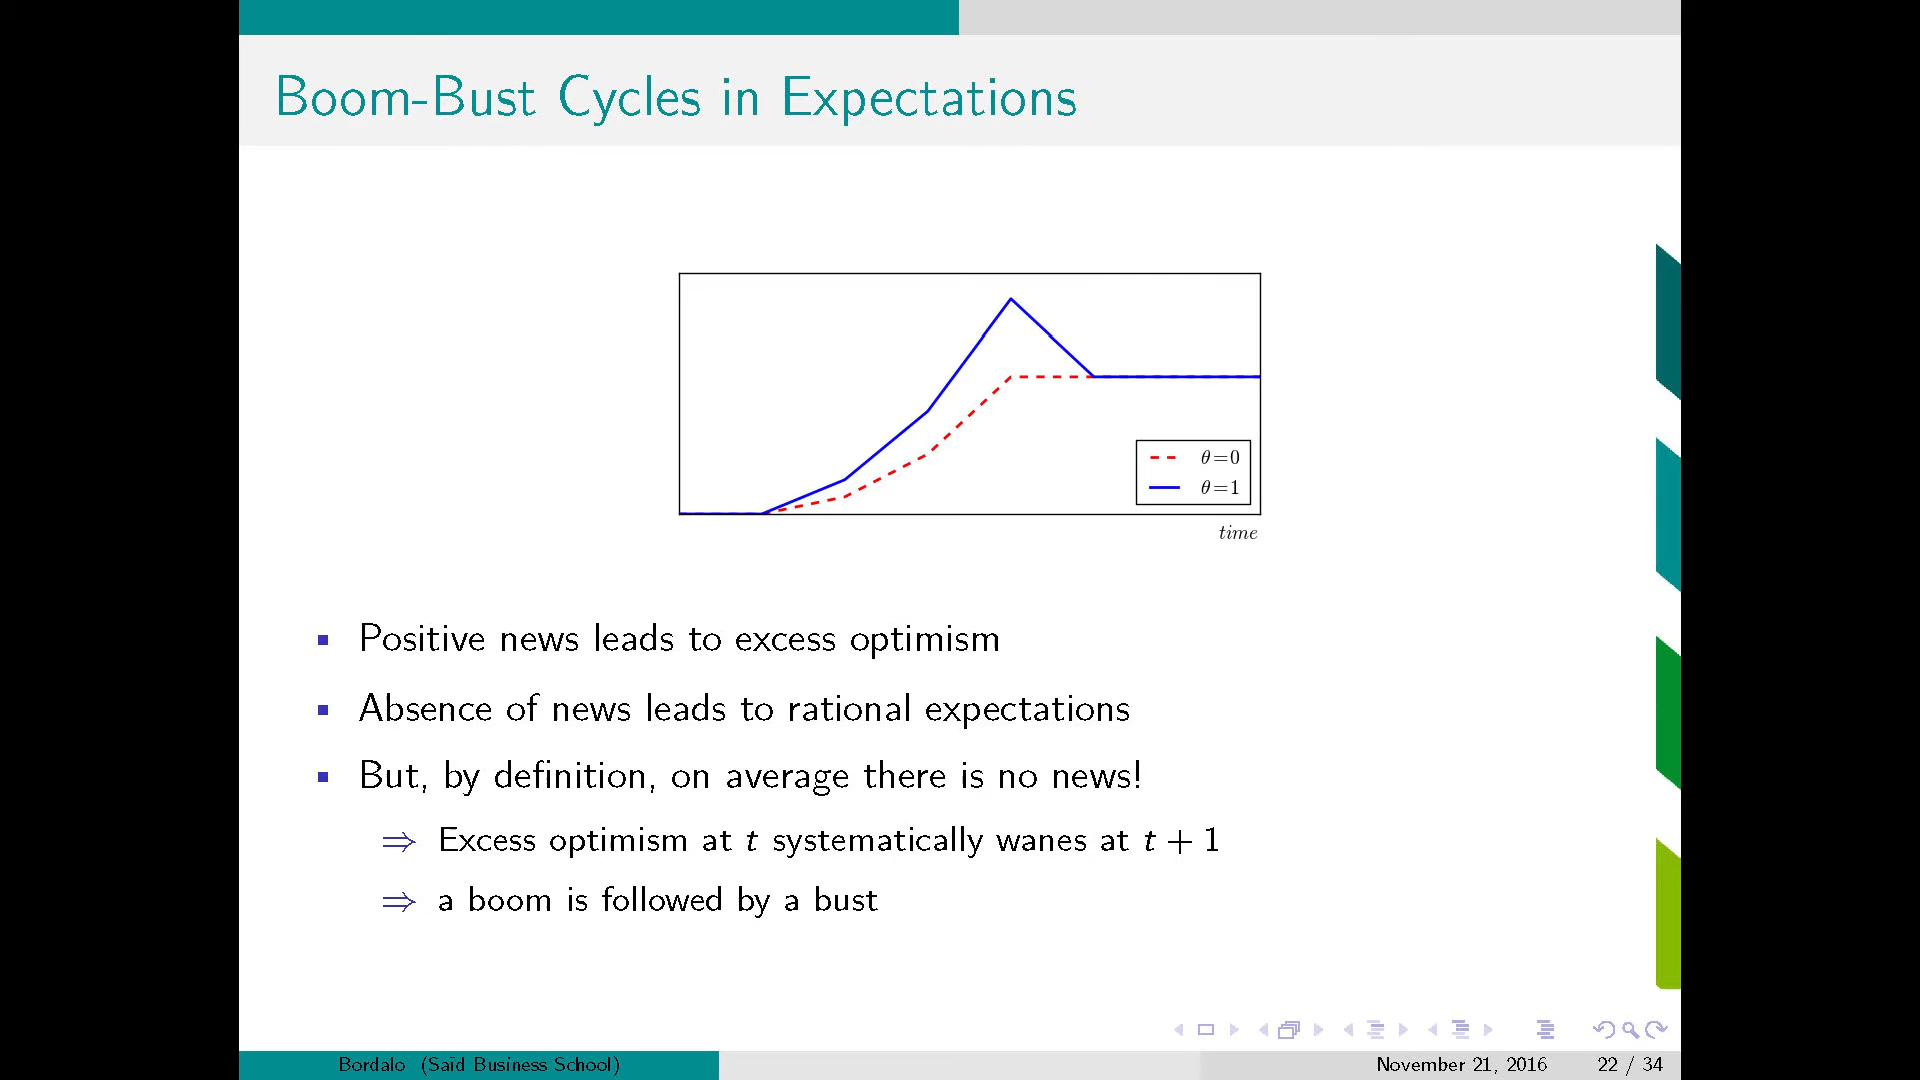 Boom-Bust Cycles in Expectations
θ=0
θ=1
time
Positive news leads to excess optimism
Absence of news leads to rational expectations
But, by definition, on average there is no news!
⇒ Excess optimism at t systematically wanes at t + 1
⇒ a boom is followed by a bust
Bordalo (Saïd Business School)
November 21, 2016
22 / 34